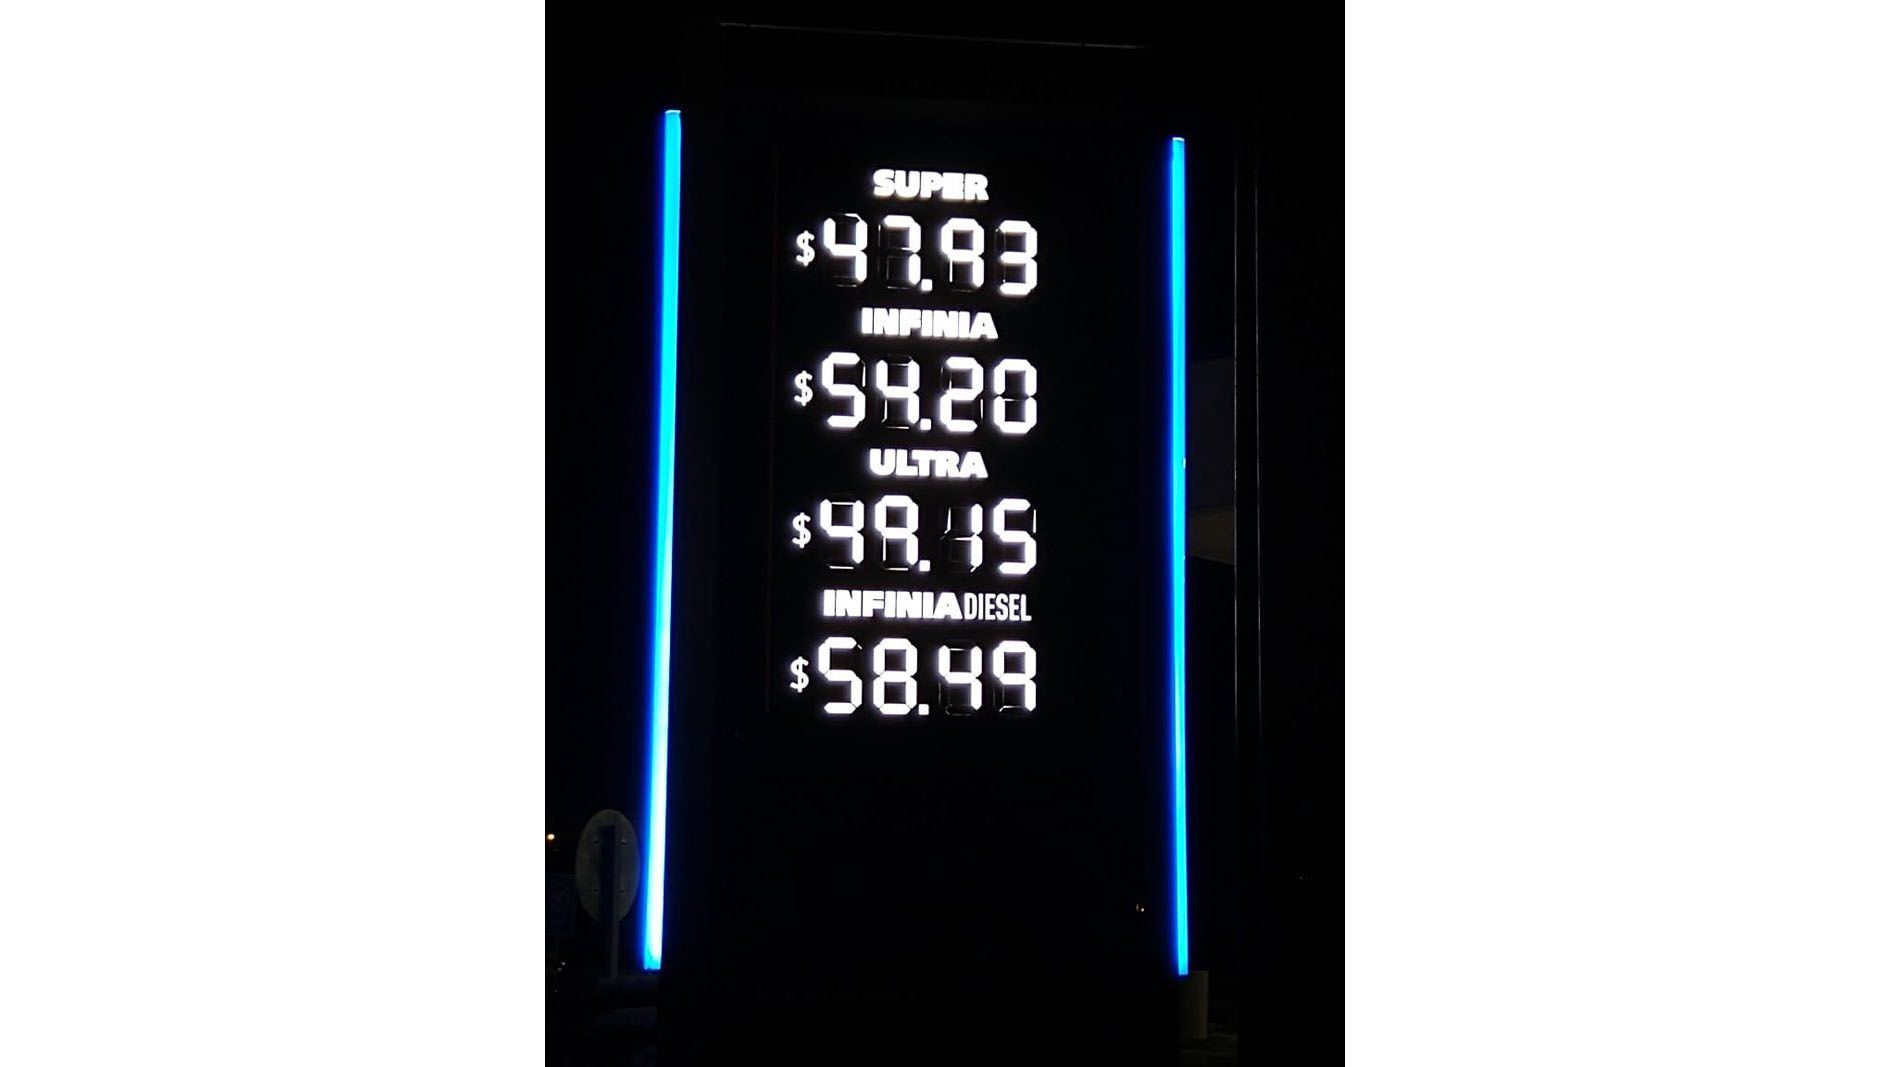 SUPER
$47.93
INFINIA
$54.20
ULTRA
$49.15
INFINIA DIESEL
$58.49